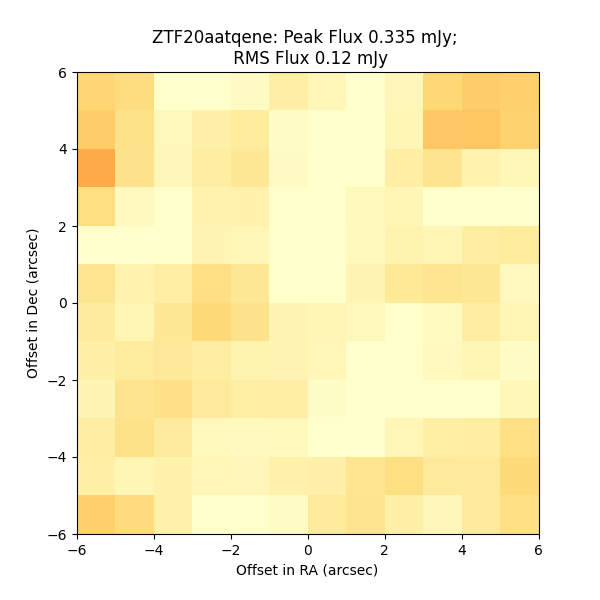 ZTF20aatqene: Peak Flux 0.335 mJy;
RMS Flux 0.12 mJy
6
4
2
0
−2
−4
−6
Offset in Dec (arcsec)
−6 −4 −2 0 2 4 6
Offset in RA (arcsec)